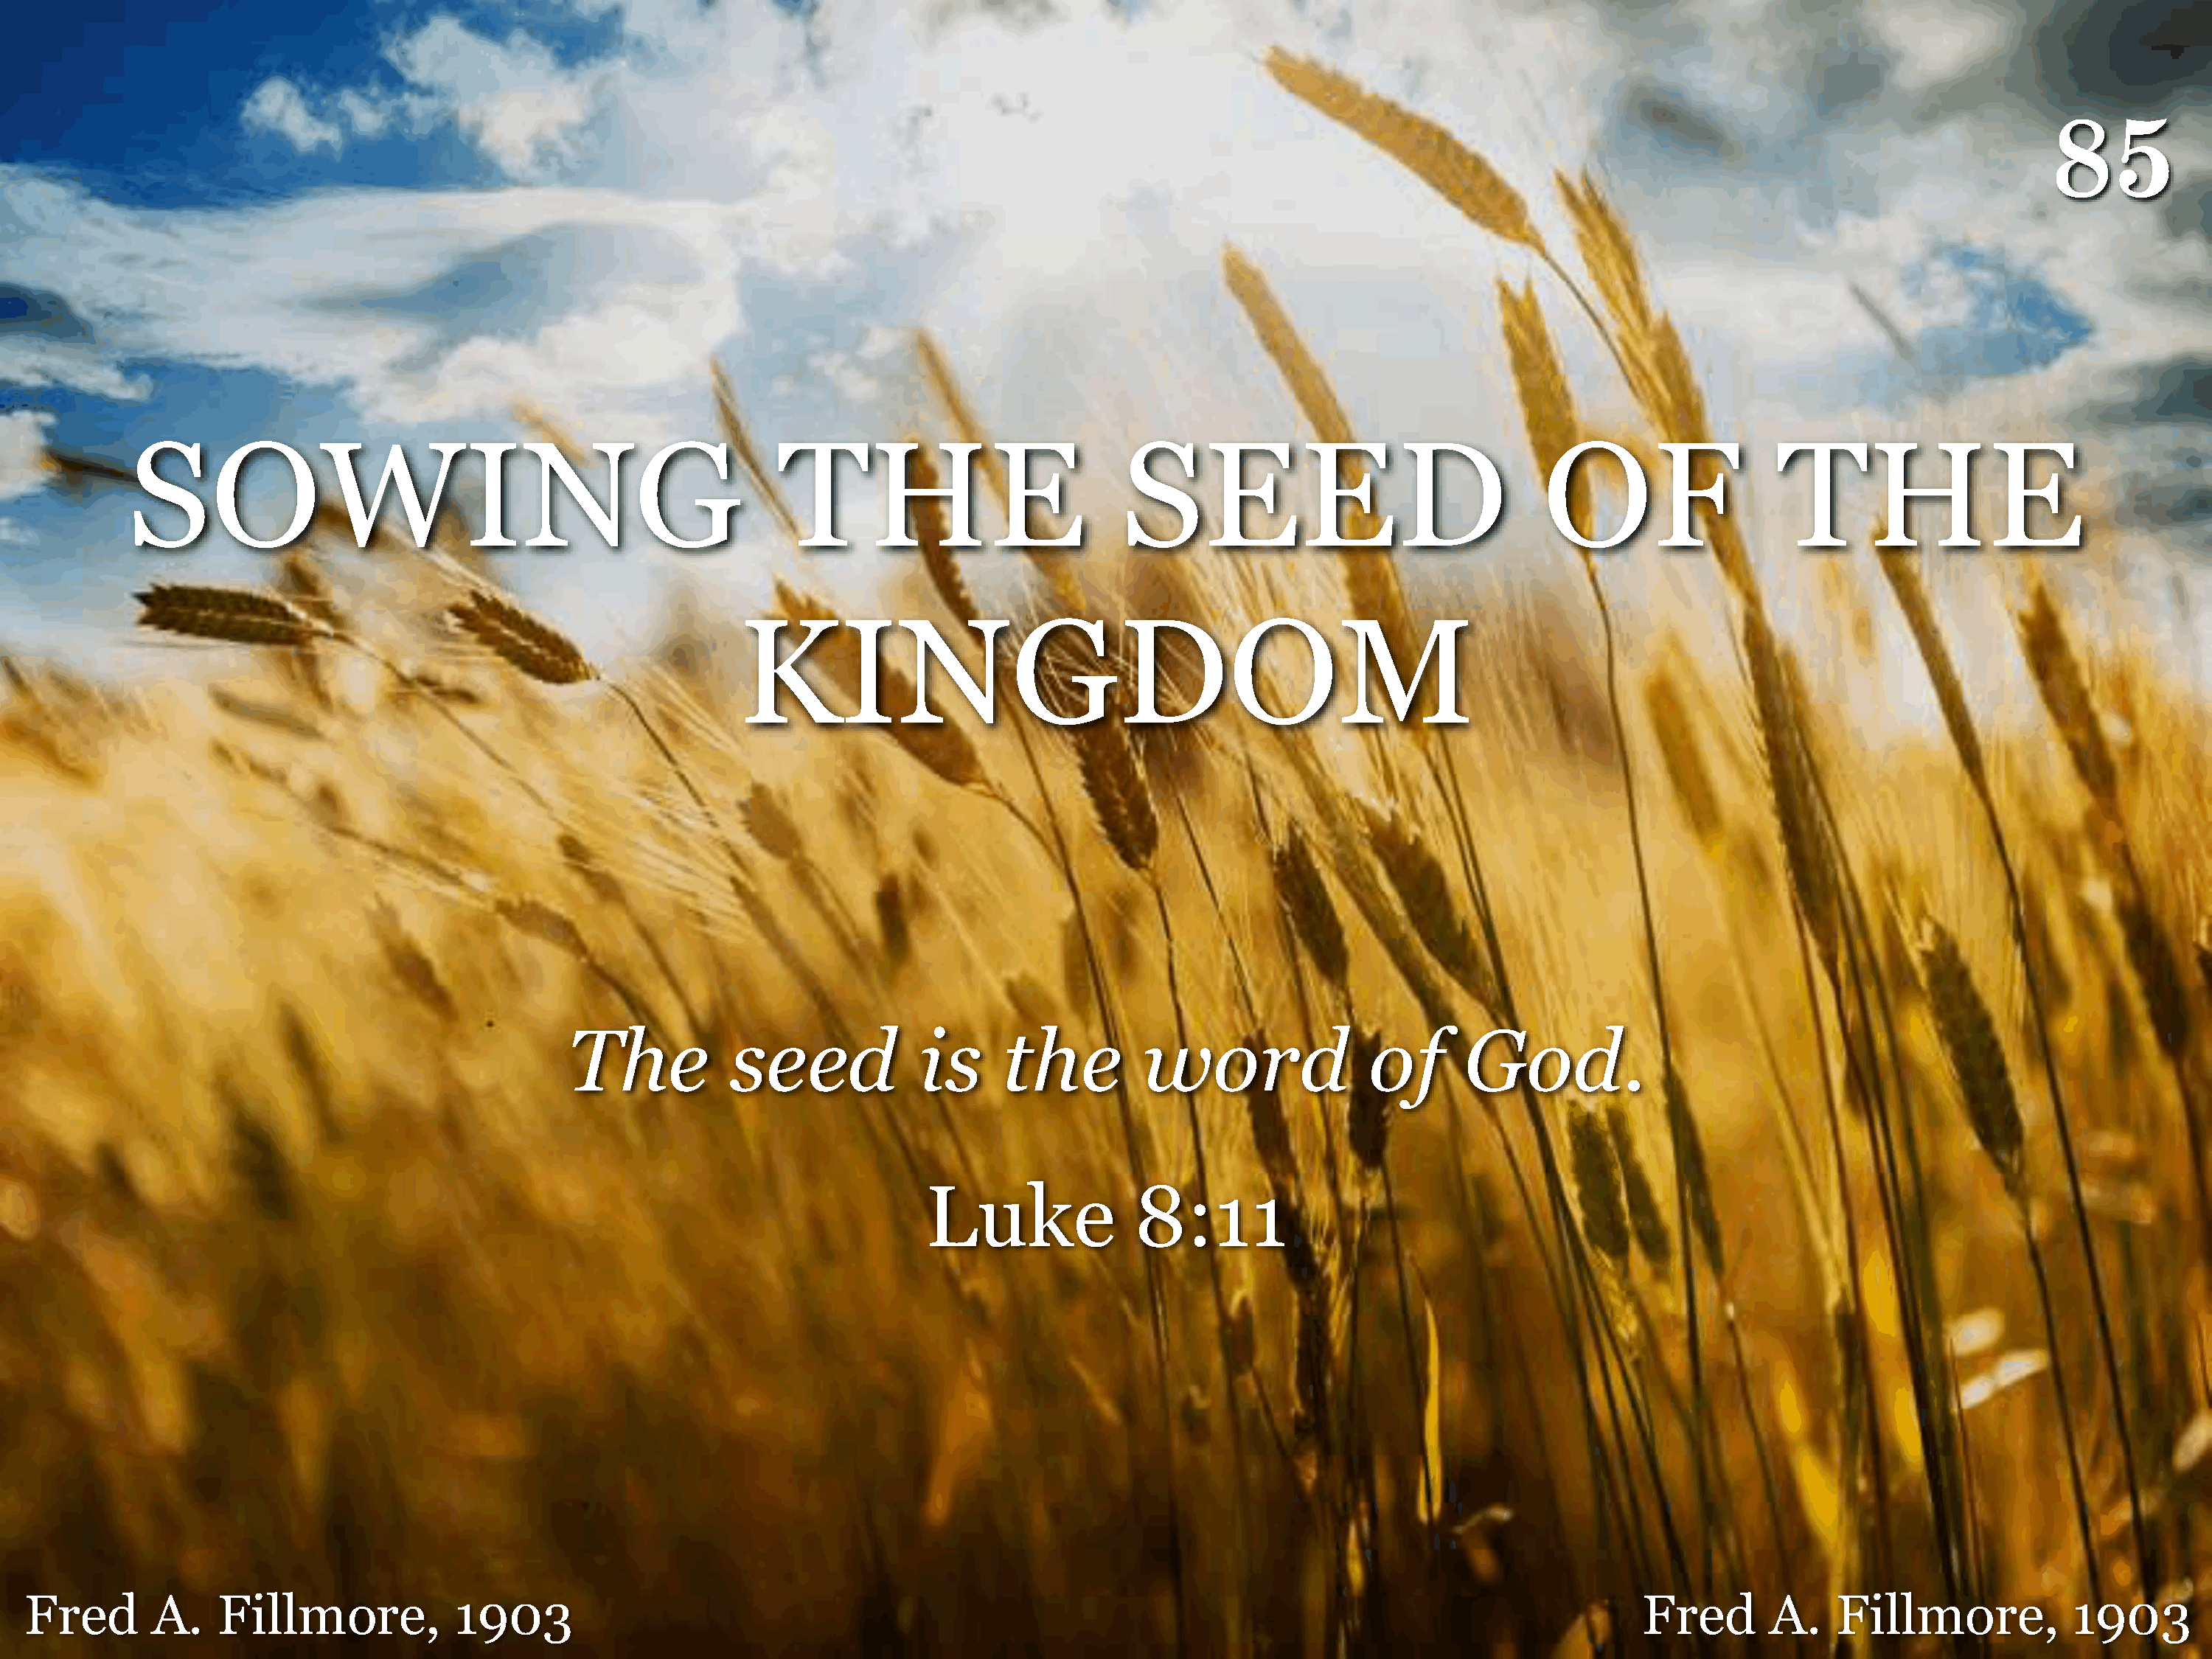 85
SOWING THE SEED OF THE
KINGDOM
The seed is the word of God.
Luke 8:11
Fred A. Fillmore, 1903
Fred A. Fillmore, 1903